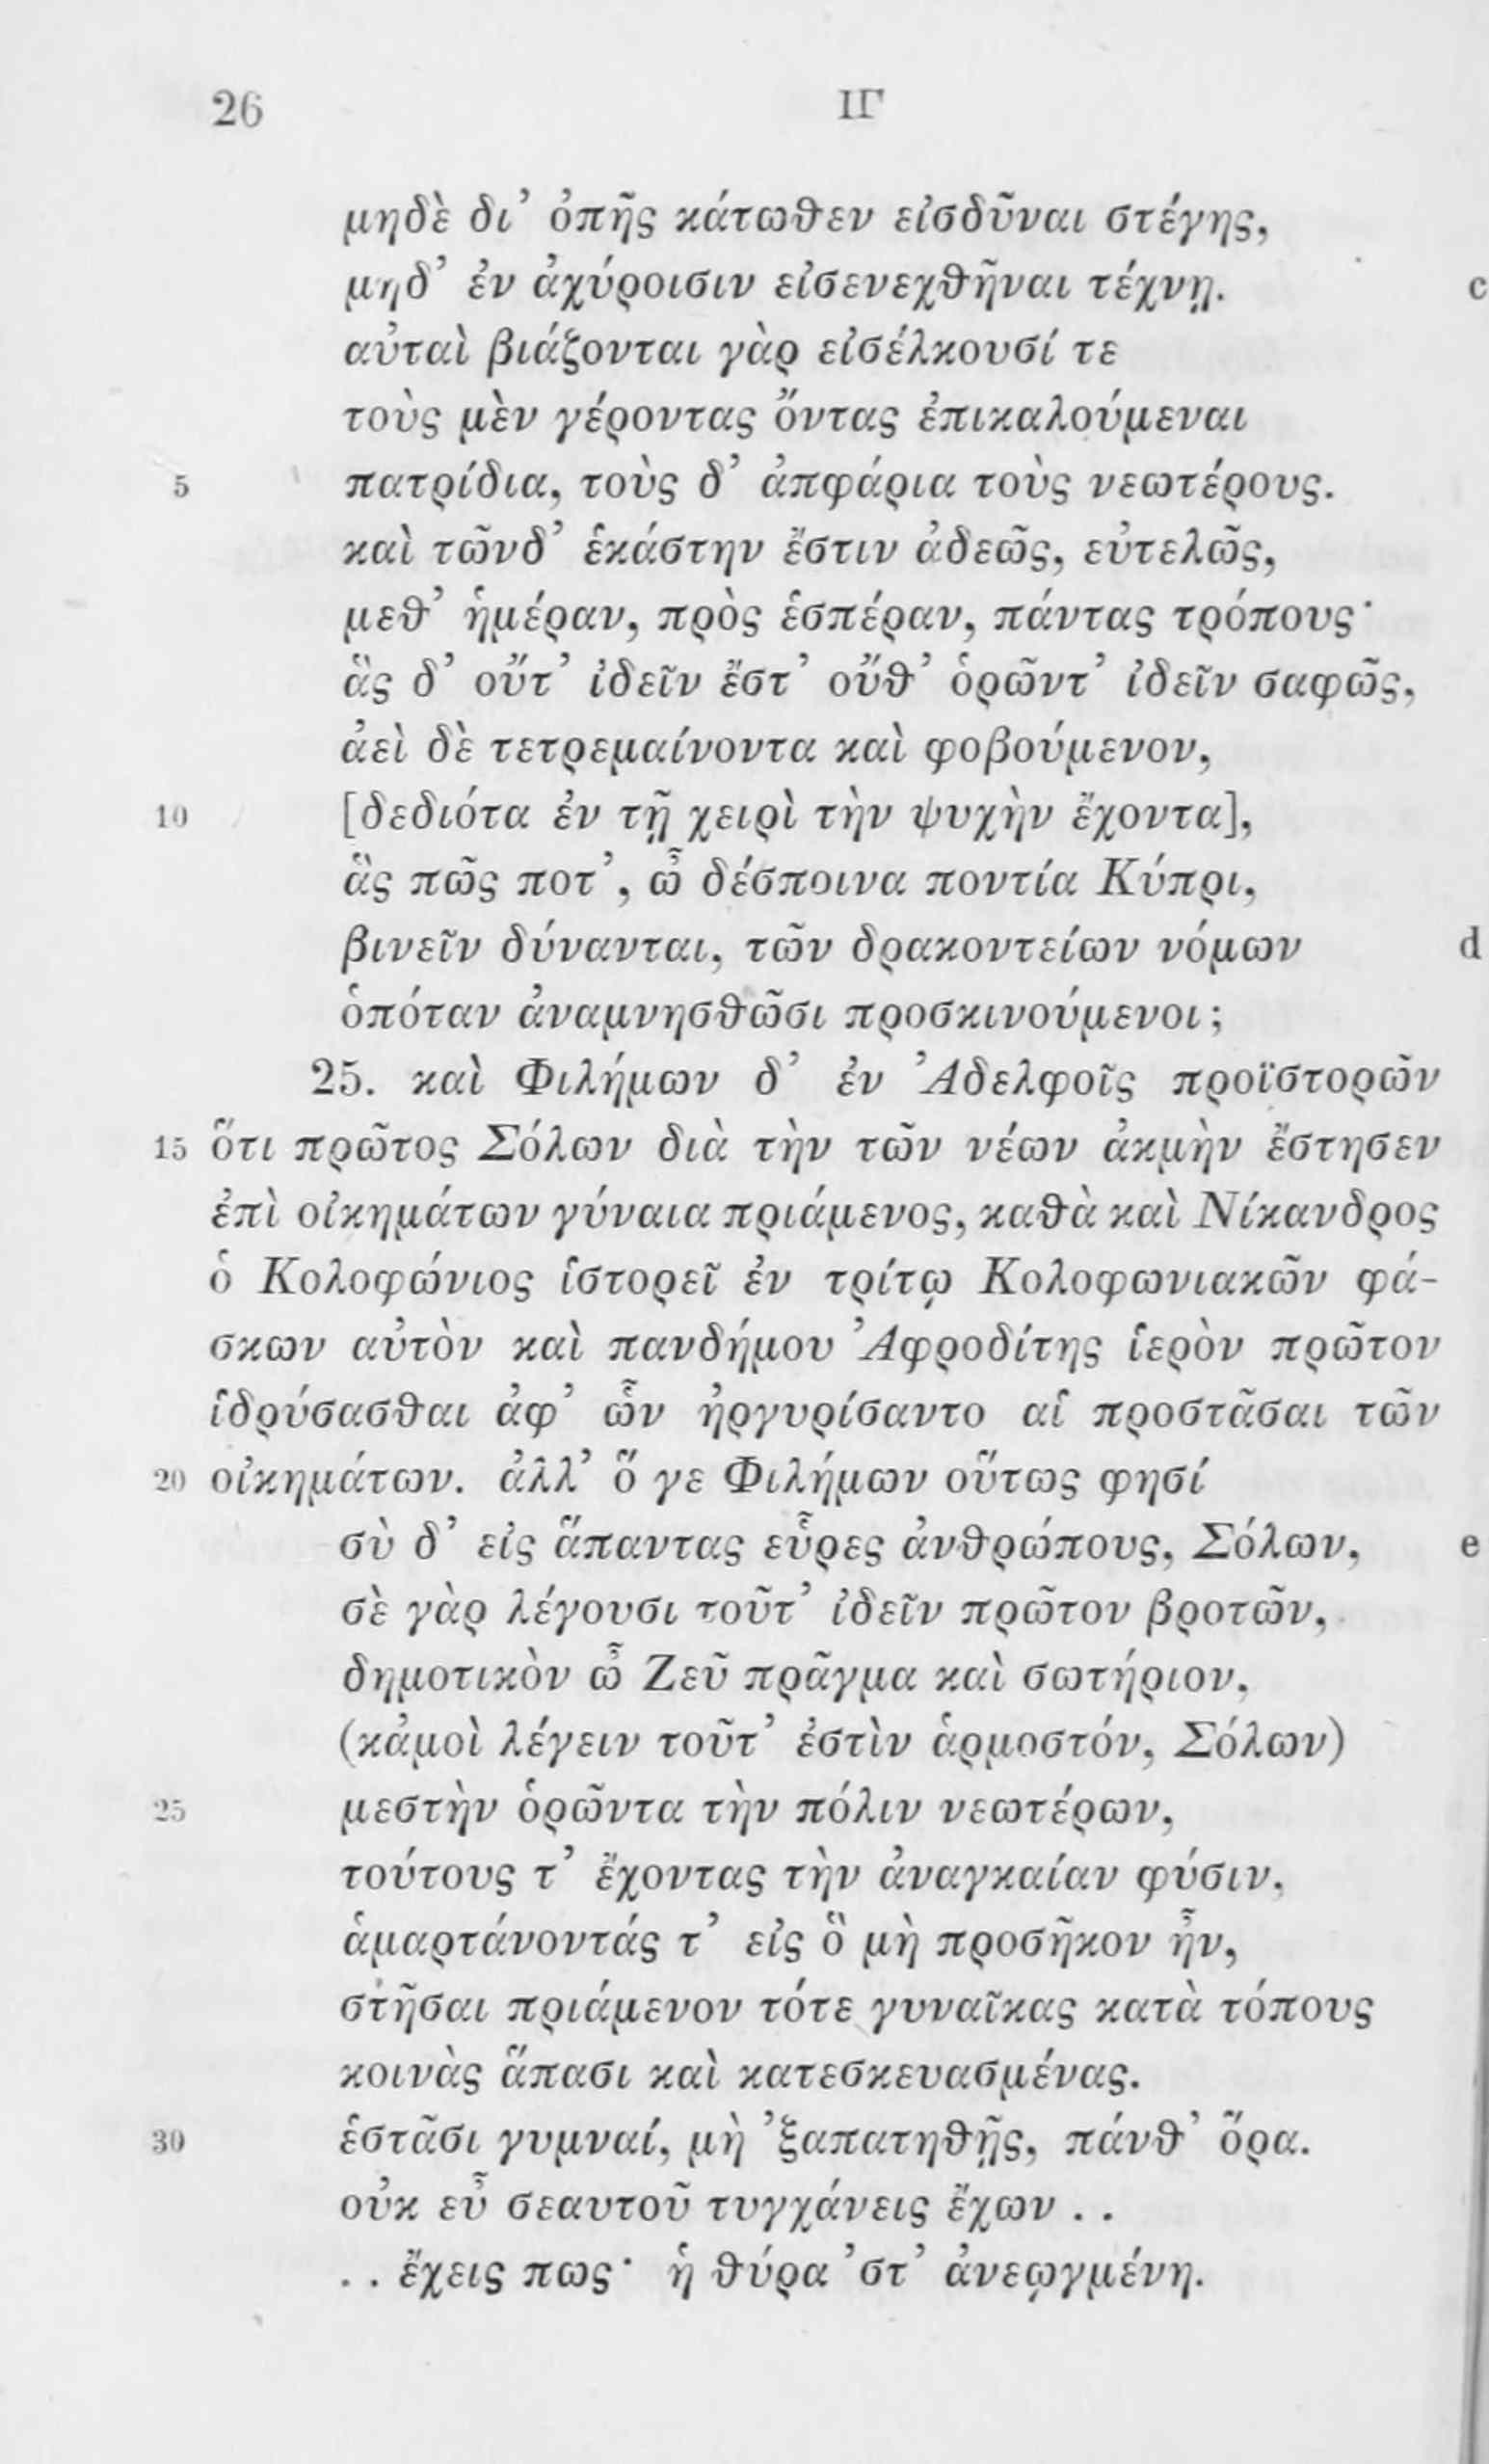 26 ΙΓ
μηδὲ δι’ ὀπῆς κάτωθεν εἰσδῦναι στέγης,
μηδ’ ἐν ἀχύροισιν εἰσενεχθῆναι τέχνῃ. c
αὐταὶ βιάζονται γὰρ εἰσέλκουσί τε
τοὺς μὲν γέροντας ὄντας ἐπικαλούμεναι
5 πατρίδια, τοὺς δ’ ἀπφάρια τοὺς νεωτέρους.
καὶ τῶνδ’ ἑκάστην ἔστιν ἀδεῶς, εὐτελῶς,
μεθ’ ἡμέραν, πρὸς ἑσπέραν, πάντας τρόπους·
ἃς δ’ οὔτ’ ἰδεῖν ἔστ’ οὔθ’ ὁρῶντ’ ἰδεῖν σαφῶς,
ἀεὶ δὲ τετρεμαίνοντα καὶ φοβούμενον,
10 [δεδιότα ἐν τῇ χειρὶ τὴν ψυχὴν ἔχοντα],
ἃς πῶς ποτ’, ὦ δέσποινα ποντία Κύπρι,
βινεῖν δύνανται, τῶν δρακοντείων νόμων d
ὁπόταν ἀναμνησθῶσι προσκινούμενοι;
25. καὶ Φιλήμων δ’ ἐν Ἀδελφοῖς προϊστορῶν
15 ὅτι πρῶτος Σόλων διὰ τὴν τῶν νέων ἀκμὴν ἔστησεν
ἐπὶ οἰκημάτων γύναια πριάμενος, καθὰ καὶ Νίκανδρος
ὁ Κολοφώνιος ἱστορεῖ ἐν τρίτῳ Κολοφωνιακῶν φά-
σκων αὐτὸν καὶ πανδήμου Ἀφροδίτης ἱερὸν πρῶτον
ἱδρύσασθαι ἀφ’ ὧν ἠργυρίσαντο αἱ προστᾶσαι τῶν
20 οἰκημάτων. ἀλλ’ ὅ γε Φιλήμων οὕτως φησί
σὺ δ’ εἰς ἅπαντας εὗρες ἀνθρώπους, Σόλων, e
σὲ γὰρ λέγουσι τοῦτ’ ἰδεῖν πρῶτον βροτῶν,
δημοτικὸν ὦ Ζεῦ πρᾶγμα καὶ σωτήριον,
(κἀμοὶ λέγειν τοῦτ’ ἐστὶν ἁρμοστόν, Σόλων)
25 μεστὴν ὁρῶντα τὴν πόλιν νεωτέρων,
τούτους τ’ ἔχοντας τὴν ἀναγκαίαν φύσιν,
ἁμαρτάνοντάς τ’ εἰς ὃ μὴ προσῆκον ἦν,
στῆσαι πριάμενον τότε γυναῖκας κατὰ τόπους
κοινὰς ἅπασι καὶ κατεσκευασμένας.
30 ἑστᾶσι γυμναί, μὴ ’ξαπατηθῇς, πάνθ’ ὅρα.
οὐκ εὖ σεαυτοῦ τυγχάνεις ἔχων . .
. . ἔχεις πως· ἡ θύρα ’στ’ ἀνεῳγμένη.